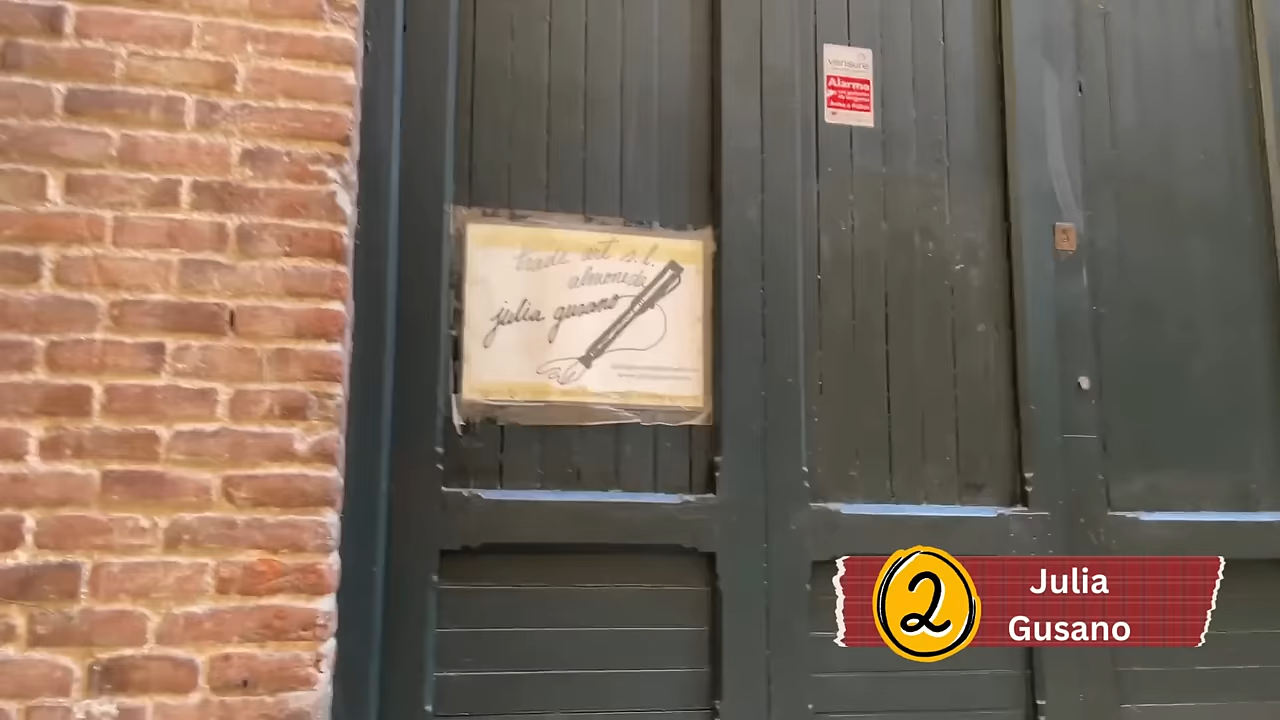 trade art s.l.
almoneda
julia gusano
Alarma
2
Julia
Gusano